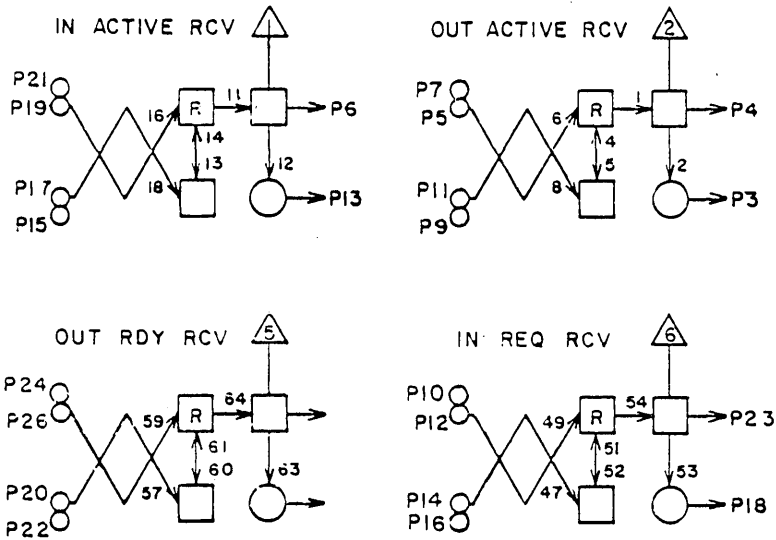 IN ACTIVE RCV
P21
P19
P17
P15
16
R
14
13
18
11
12
P6
P13
OUT ACTIVE RCV 2
P7
P5
P11
P9
6
R
4
5
8
1
2
P4
P3
OUT RDY RCV 5
P24
P26
P20
P22
59
R
61
60
57
64
63
IN REQ RCV 6
P10
P12
P14
P16
49
R
51
52
47
54
53
P23
P18